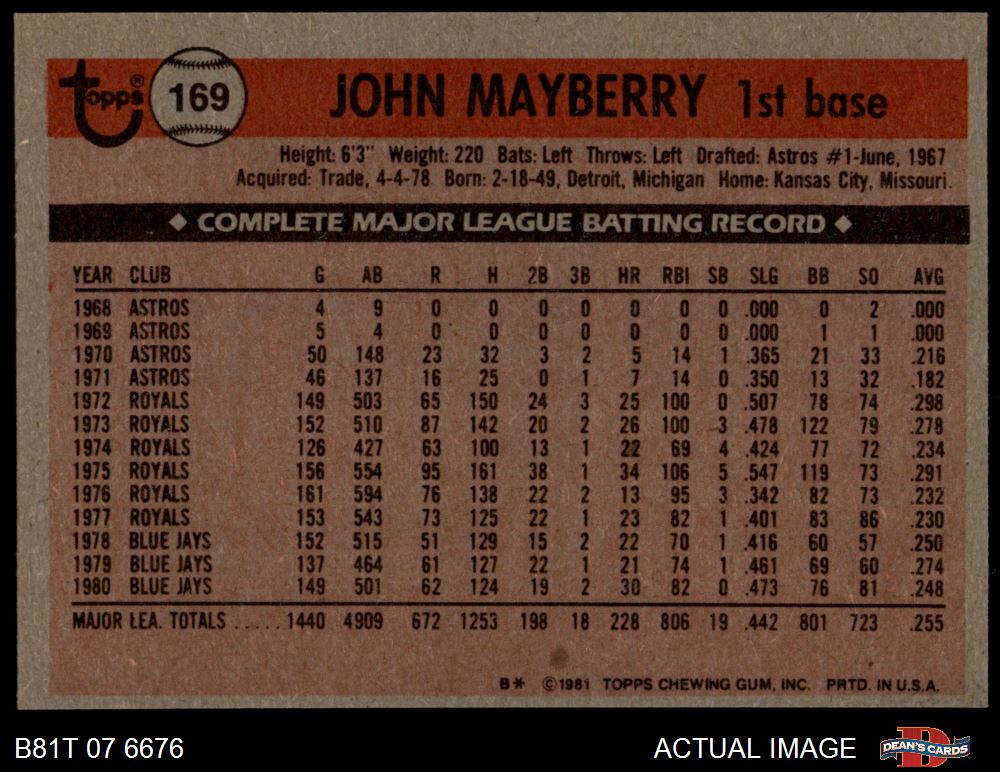 Topps® 169 JOHN MAYBERRY 1st base
Height: 6'3" Weight: 220 Bats: Left Throws: Left Drafted: Astros #1-June, 1967
Acquired: Trade, 4-4-78 Born: 2-18-49, Detroit, Michigan Home: Kansas City, Missouri.
◆ COMPLETE MAJOR LEAGUE BATTING RECORD ◆
YEAR CLUB G AB R H 2B 3B HR RBI SB SLG BB SO AVG
1968 ASTROS 4 9 0 0 0 0 0 0 0 .000 0 2 .000
1969 ASTROS 5 4 0 0 0 0 0 0 0 .000 1 1 .000
1970 ASTROS 50 148 23 32 3 2 5 14 1 .365 21 33 .216
1971 ASTROS 46 137 16 25 0 1 7 14 0 .350 13 32 .182
1972 ROYALS 149 503 65 150 24 3 25 100 0 .507 78 74 .298
1973 ROYALS 152 510 87 142 20 2 26 100 3 .478 122 79 .278
1974 ROYALS 126 427 63 100 13 1 22 69 4 .424 77 72 .234
1975 ROYALS 156 554 95 161 38 1 34 106 5 .547 119 73 .291
1976 ROYALS 161 594 76 138 22 2 13 95 3 .342 82 73 .232
1977 ROYALS 153 543 73 125 22 1 23 82 1 .401 83 86 .230
1978 BLUE JAYS 152 515 51 129 15 2 22 70 1 .416 60 57 .250
1979 BLUE JAYS 137 464 61 127 22 1 21 74 1 .461 69 60 .274
1980 BLUE JAYS 149 501 62 124 19 2 30 82 0 .473 76 81 .248
MAJOR LEA. TOTALS ..... 1440 4909 672 1253 198 18 228 806 19 .442 801 723 .255
B* ©1981 TOPPS CHEWING GUM, INC. PRTD. IN U.S.A.
B81T 07 6676 ACTUAL IMAGE D DEAN'S CARDS